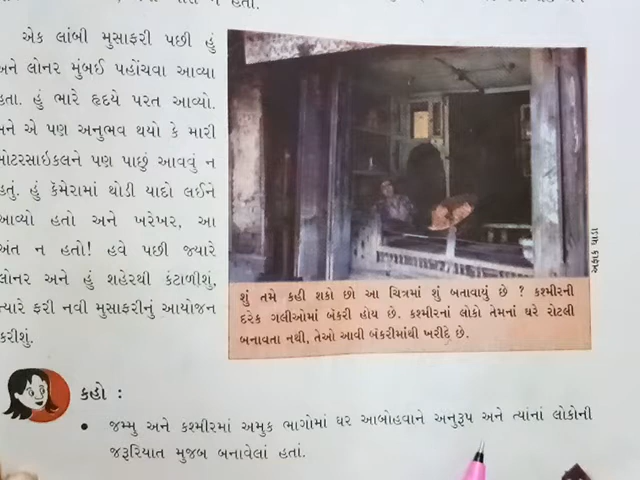 એક લાંબી મુસાફરી પછી હું
અને લોનર મુંબઈ પહોંચવા આવ્યા
હતા. હું ભારે હૃદયે પરત આવ્યો.
મને એ પણ અનુભવ થયો કે મારી
મોટરસાઇકલને પણ પાછું આવવું ન
હતું. હું કેમેરામાં થોડી યાદો લઈને
આવ્યો હતો અને ખરેખર, આ
અંત ન હતો! હવે પછી જ્યારે
લોનર અને હું શહેરથી કંટાળીશું,
ત્યારે ફરી નવી મુસાફરીનું આયોજન
કરીશું.
શું તમે કહી શકો છો આ ચિત્રમાં શું બતાવાયું છે ? કશ્મીરની
દરેક ગલીઓમાં બૅકરી હોય છે. કશ્મીરનાં લોકો તેમનાં ઘરે રોટલી
બનાવતા નથી, તેઓ આવી બૅકરીમાંથી ખરીદે છે.
કહો :
• જમ્મુ અને કશ્મીરમાં અમુક ભાગોમાં ઘર આબોહવાને અનુરૂપ અને ત્યાંનાં લોકોની
જરૂરિયાત મુજબ બનાવેલાં હતાં.